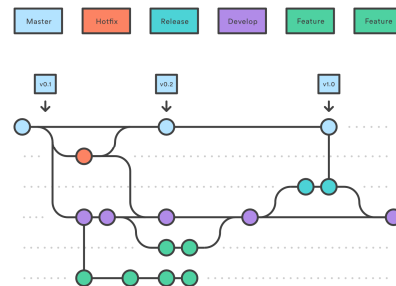 Master
Hotfix
Release
Develop
Feature
Feature
v0.1
v0.2
v1.0